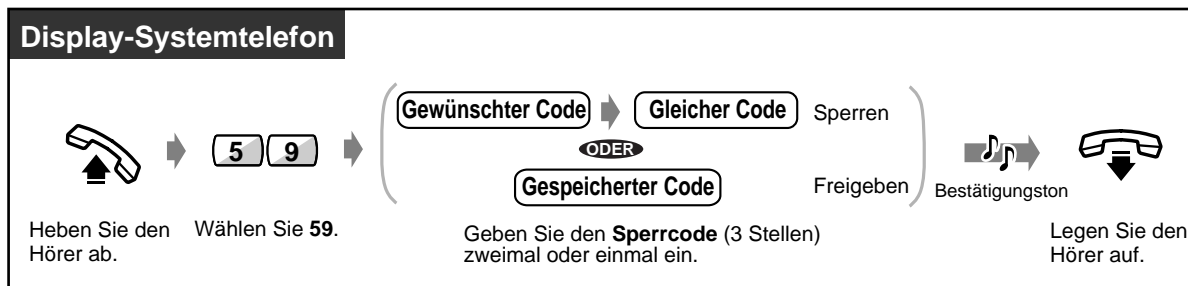 Display-Systemtelefon
Gewünschter Code
Gleicher Code
Sperren
5 9
ODER
Gespeicherter Code
Freigeben
Bestätigungston
Heben Sie den
Hörer ab.
Wählen Sie 59.
Geben Sie den Sperrcode (3 Stellen)
zweimal oder einmal ein.
Legen Sie den
Hörer auf.